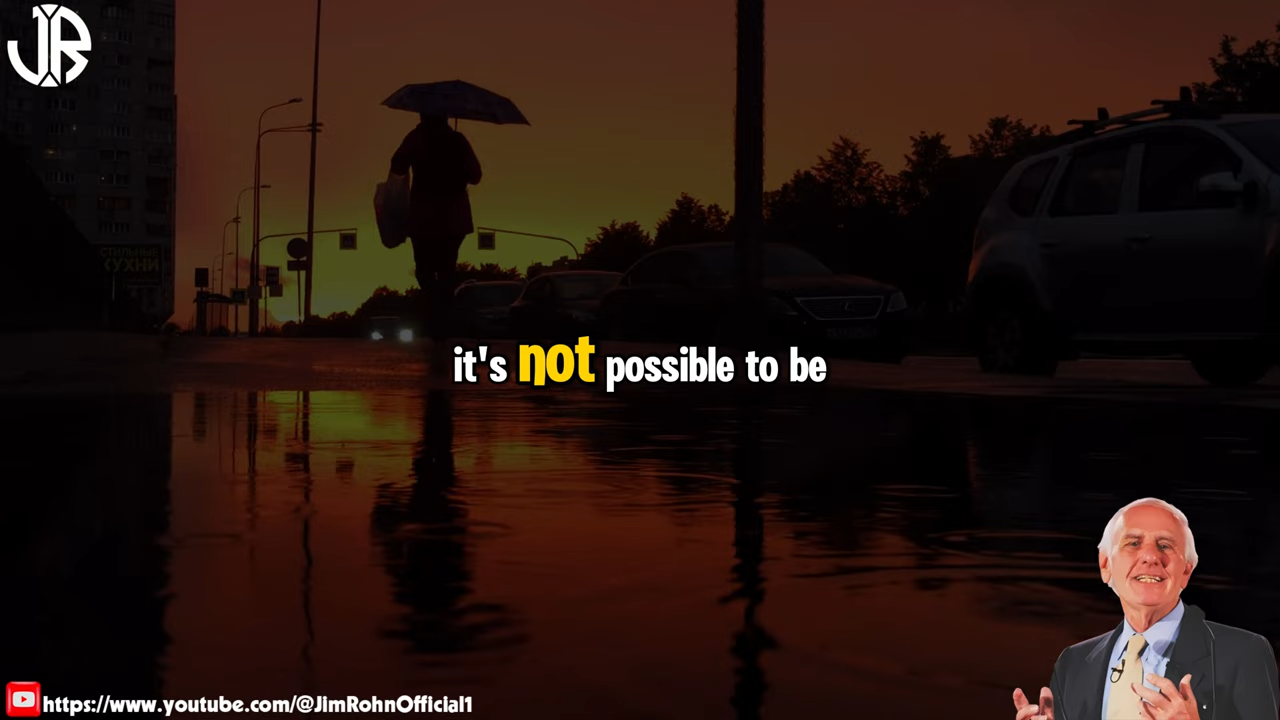 JR
СТИЛЬНЫЕ
КУХНИ
it's not possible to be
https://www.youtube.com/@JimRohnOfficial1